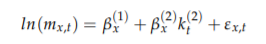 ln(m_{x,t}) = β_x^{(1)} + β_x^{(2)} k_t^{(2)} + ε_{x,t}